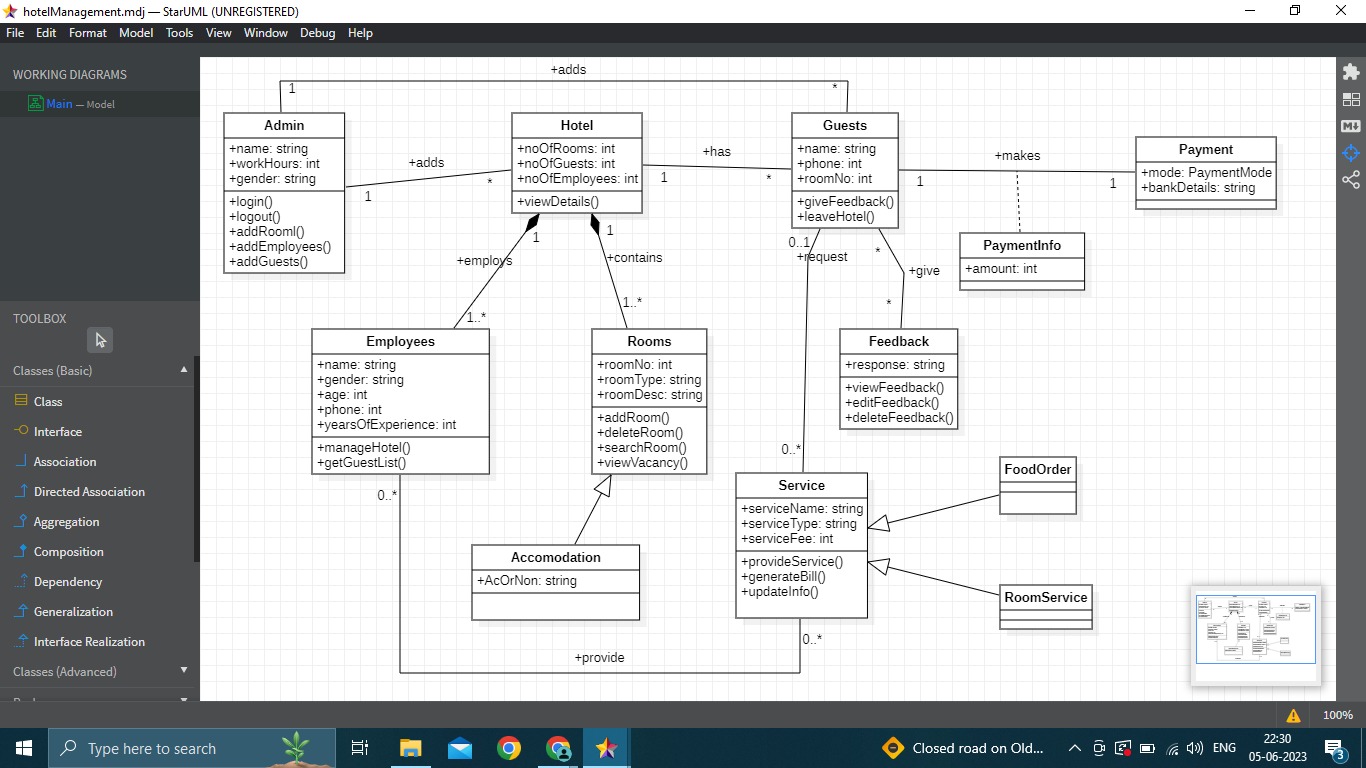 hotelManagement.mdj — StarUML (UNREGISTERED)
File Edit Format Model Tools View Window Debug Help
WORKING DIAGRAMS
Main — Model
TOOLBOX
Classes (Basic)
Class
Interface
Association
Directed Association
Aggregation
Composition
Dependency
Generalization
Interface Realization
Classes (Advanced)
+adds
1
*
Admin
+name: string
+workHours: int
+gender: string
+login()
+logout()
+addRooml()
+addEmployees()
+addGuests()
+adds
1
*
Hotel
+noOfRooms: int
+noOfGuests: int
+noOfEmployees: int
+viewDetails()
+has
1
*
Guests
+name: string
+phone: int
+roomNo: int
+giveFeedback()
+leaveHotel()
+makes
1
1
Payment
+mode: PaymentMode
+bankDetails: string
PaymentInfo
+amount: int
1
+employs
1..*
1
+contains
1..*
0..1
+request
0..*
*
+give
*
Employees
+name: string
+gender: string
+age: int
+phone: int
+yearsOfExperience: int
+manageHotel()
+getGuestList()
Rooms
+roomNo: int
+roomType: string
+roomDesc: string
+addRoom()
+deleteRoom()
+searchRoom()
+viewVacancy()
Feedback
+response: string
+viewFeedback()
+editFeedback()
+deleteFeedback()
Accomodation
+AcOrNon: string
Service
+serviceName: string
+serviceType: string
+serviceFee: int
+provideService()
+generateBill()
+updateInfo()
FoodOrder
RoomService
0..*
+provide
0..*
100%
Type here to search
Closed road on Old...
ENG
22:30
05-06-2023
3